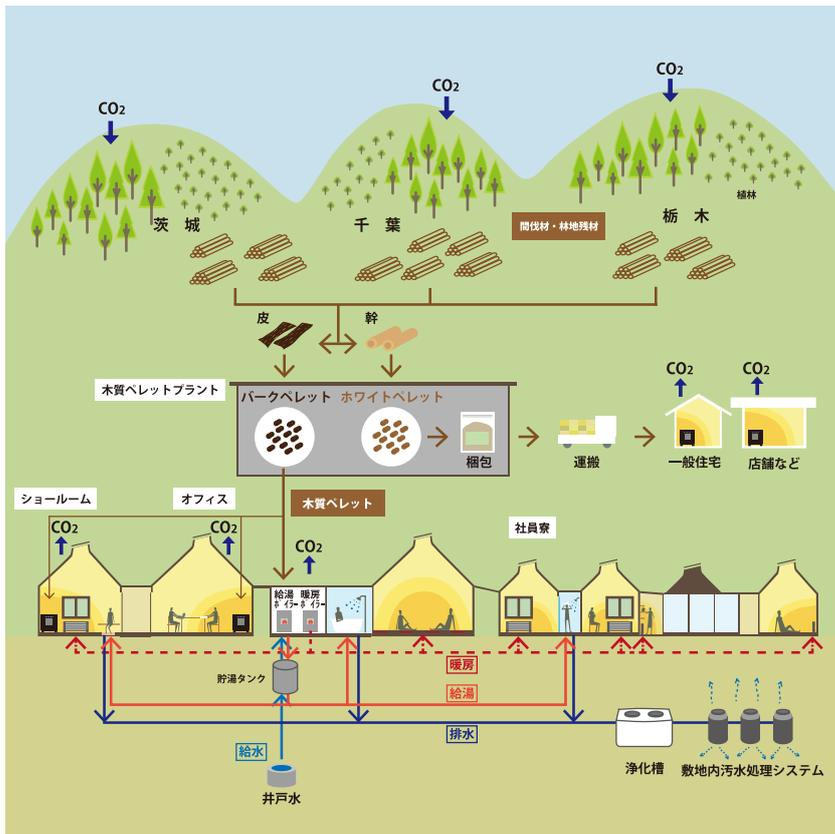 CO2
CO2
CO2
植林
茨 城
千 葉
栃 木
間伐材・林地残材
皮
幹
木質ペレットプラント
バークペレット
ホワイトペレット
梱包
運搬
CO2
CO2
一般住宅
店舗など
ショールーム
オフィス
木質ペレット
社員寮
CO2
CO2
CO2
給湯
ボイラー
暖房
ボイラー
暖房
給湯
貯湯タンク
排水
給水
井戸水
浄化槽
敷地内汚水処理システム